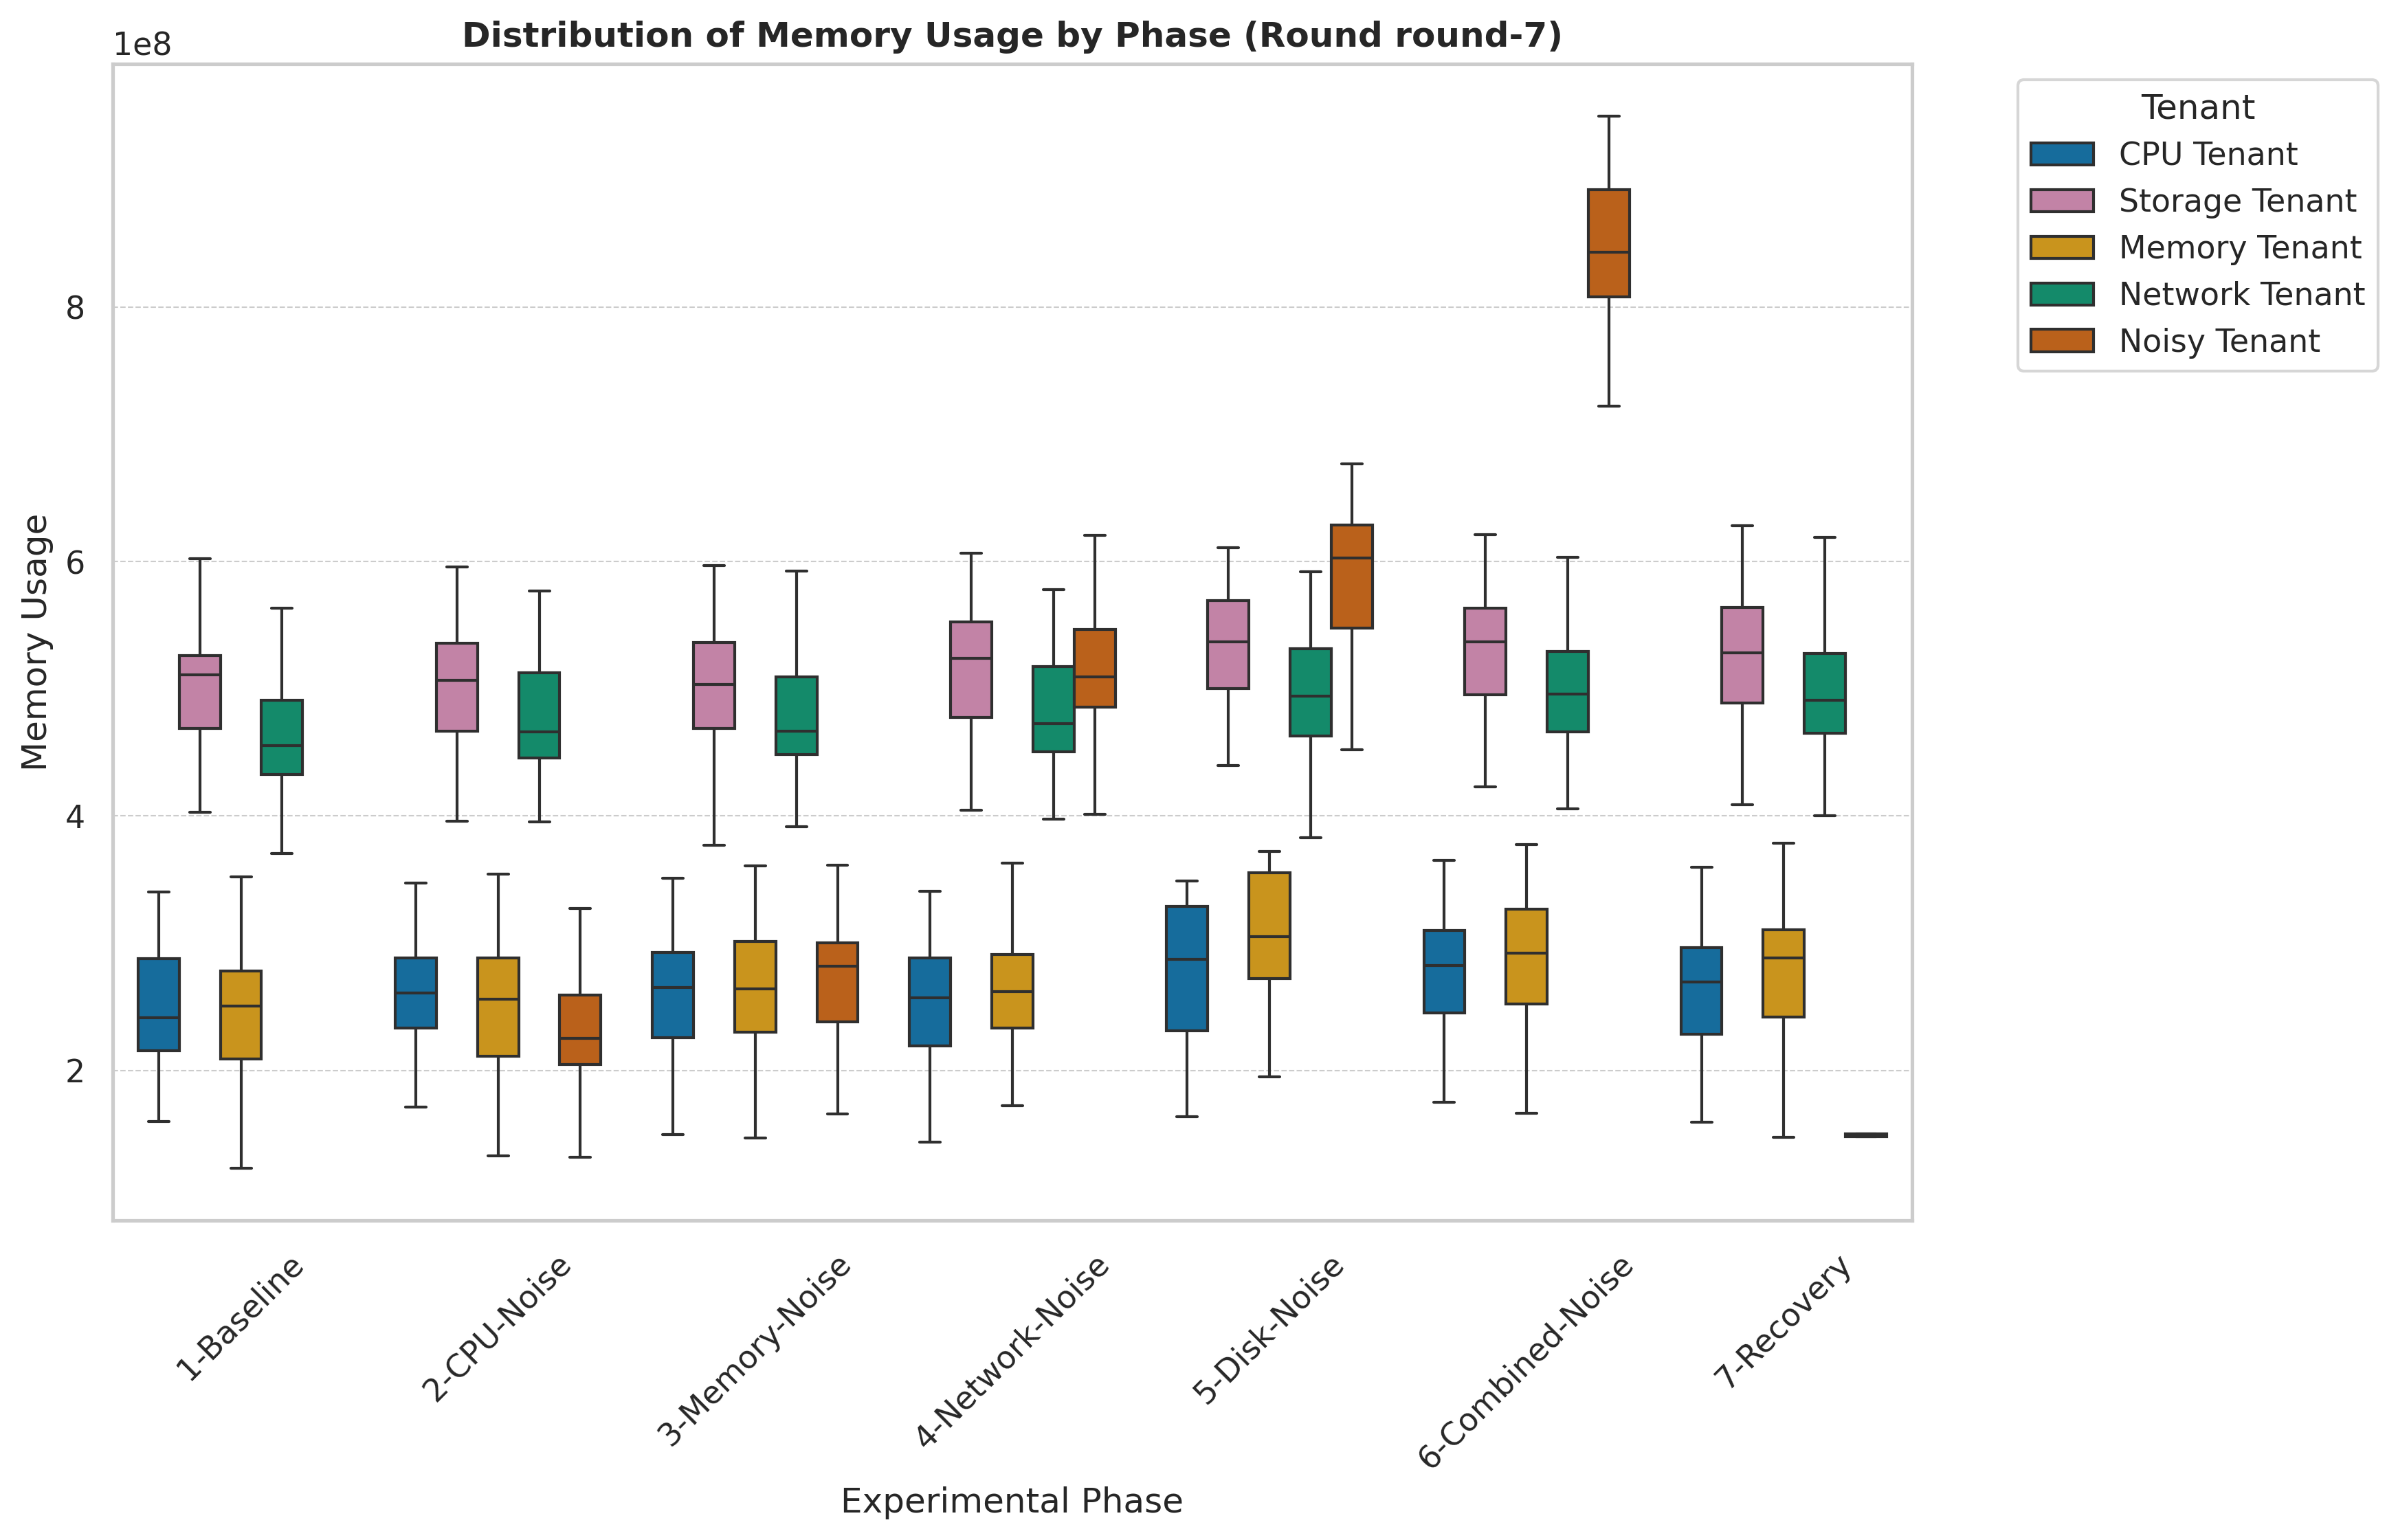 Distribution of Memory Usage by Phase (Round round-7)
1e8
8
6
4
2
Memory Usage
1-Baseline
2-CPU-Noise
3-Memory-Noise
4-Network-Noise
5-Disk-Noise
6-Combined-Noise
7-Recovery
Experimental Phase
Tenant
CPU Tenant
Storage Tenant
Memory Tenant
Network Tenant
Noisy Tenant